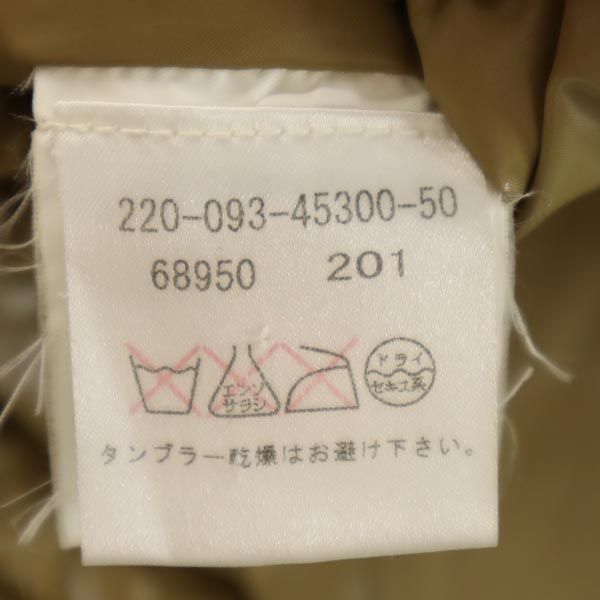 220-093-45300-50
68950 201
エンソ
サラシ
ドライ
セキユ系
タンブラー乾燥はお避け下さい。